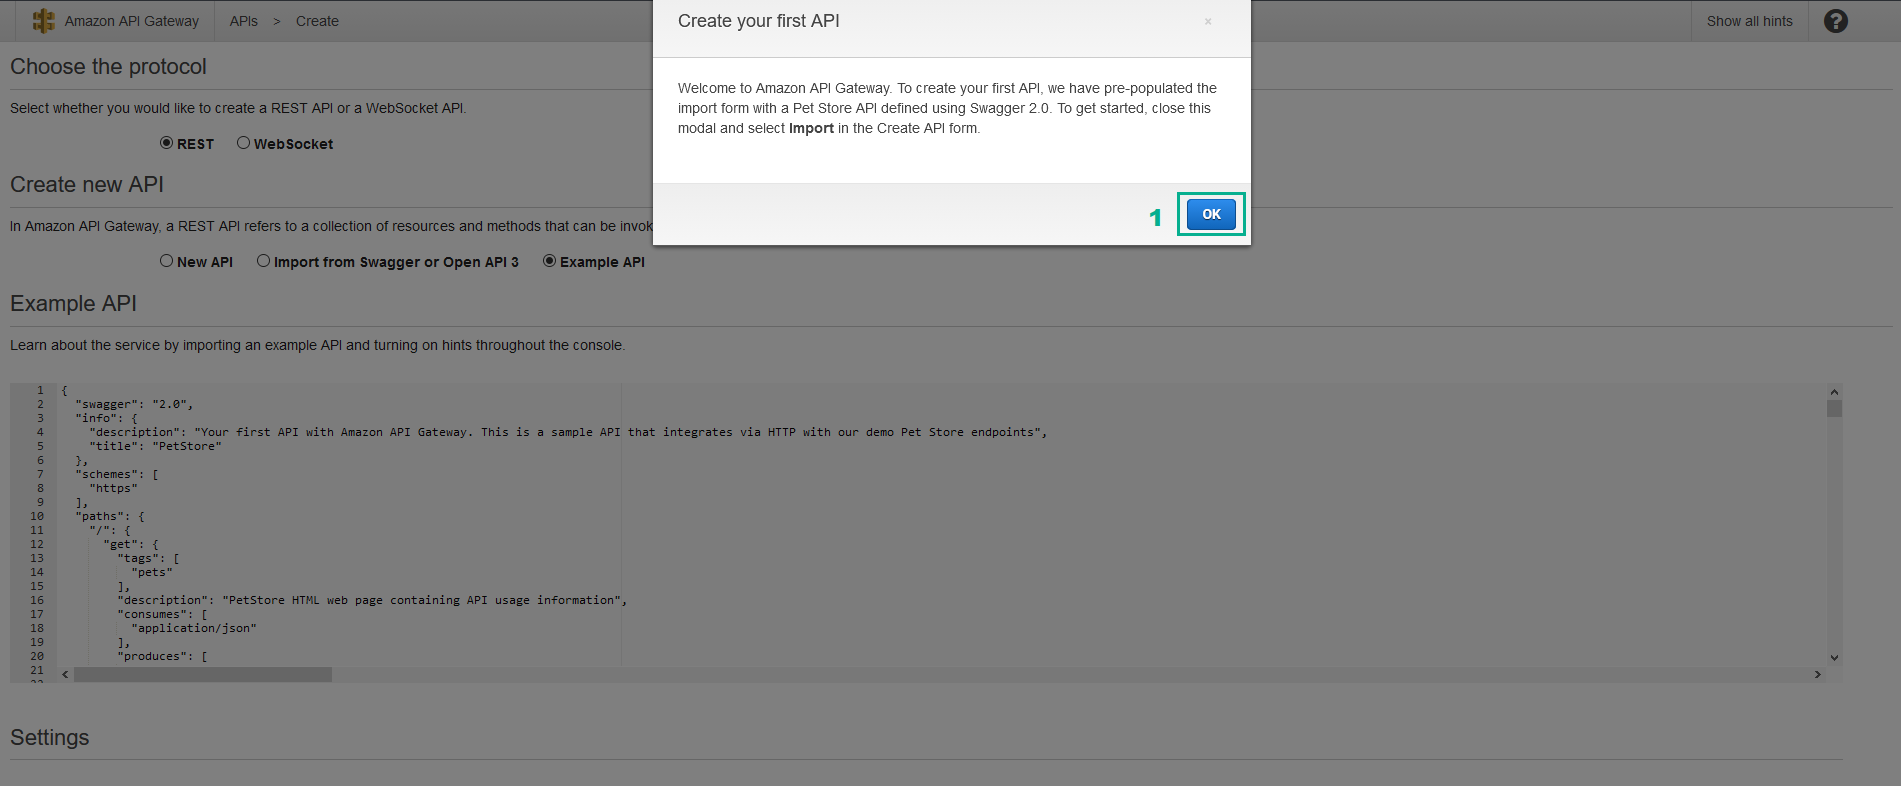 Amazon API Gateway APIs > Create Show all hints ?
Create your first API ×
Welcome to Amazon API Gateway. To create your first API, we have pre-populated the
import form with a Pet Store API defined using Swagger 2.0. To get started, close this
modal and select Import in the Create API form.
1 OK
Choose the protocol
Select whether you would like to create a REST API or a WebSocket API.
REST WebSocket
Create new API
In Amazon API Gateway, a REST API refers to a collection of resources and methods that can be invok
New API Import from Swagger or Open API 3 Example API
Example API
Learn about the service by importing an example API and turning on hints throughout the console.
1 {
2 "swagger": "2.0",
3 "info": {
4 "description": "Your first API with Amazon API Gateway. This is a sample API that integrates via HTTP with our demo Pet Store endpoints",
5 "title": "PetStore"
6 },
7 "schemes": [
8 "https"
9 ],
10 "paths": {
11 "/": {
12 "get": {
13 "tags": [
14 "pets"
15 ],
16 "description": "PetStore HTML web page containing API usage information",
17 "consumes": [
18 "application/json"
19 ],
20 "produces": [
21
Settings